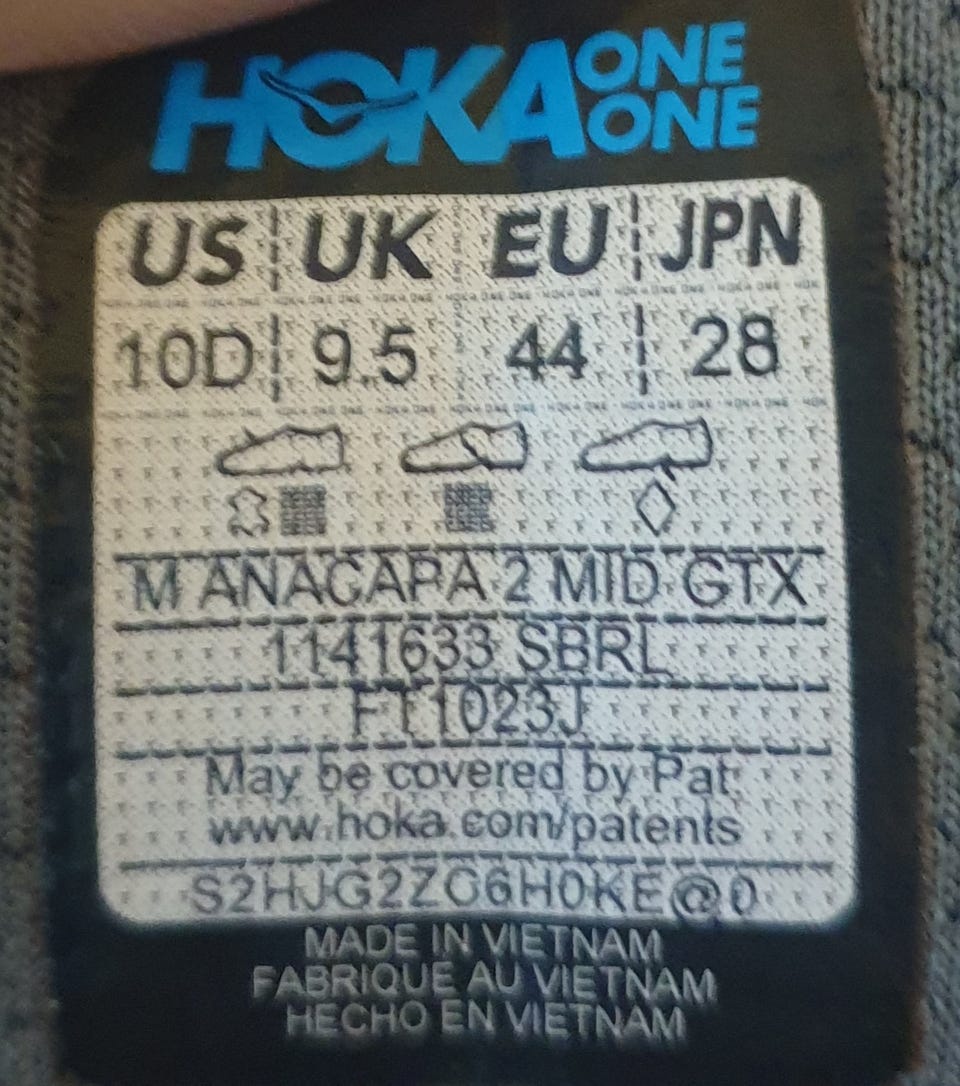 HOKA ONE ONE
US UK EU JPN
10D 9.5 44 28
M ANACAPA 2 MID GTX
1141633 SBRL
FT1023J
May be covered by Pat.
www.hoka.com/patents
S2HJG2ZC6H0KE@0
MADE IN VIETNAM
FABRIQUE AU VIETNAM
HECHO EN VIETNAM